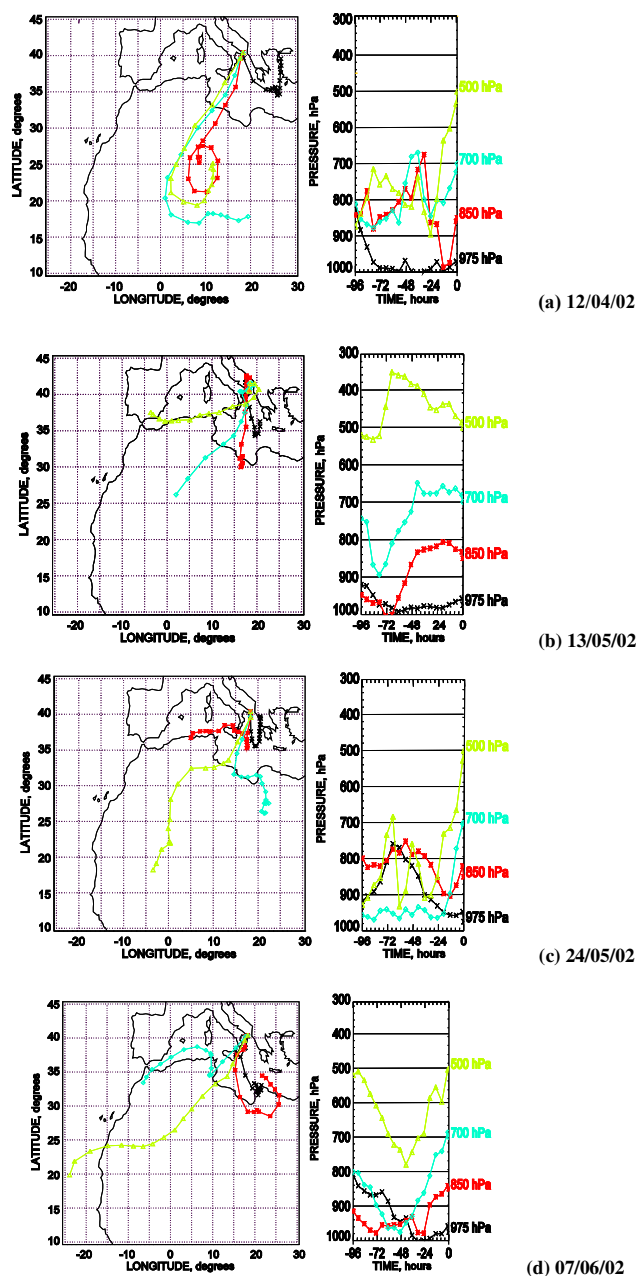 45
40
35
30
25
20
15
10
LATITUDE, degrees
-20 -10 0 10 20 30
LONGITUDE, degrees
300
400
500
600
700
800
900
1000
PRESSURE, hPa
-96 -72 -48 -24 0
TIME, hours
500 hPa
700 hPa
850 hPa
975 hPa
(a) 12/04/02
45
40
35
30
25
20
15
10
LATITUDE, degrees
-20 -10 0 10 20 30
LONGITUDE, degrees
300
400
500
600
700
800
900
1000
PRESSURE, hPa
-96 -72 -48 24 0
TIME, hours
500 hPa
700 hPa
850 hPa
975 hPa
(b) 13/05/02
45
40
35
30
25
20
15
10
LATITUDE, degrees
-20 -10 0 10 20 30
LONGITUDE, degrees
300
400
500
600
700
800
900
1000
PRESSURE, hPa
-96 -72 -48 -24 0
TIME, hours
500 hPa
700 hPa
850 hPa
975 hPa
(c) 24/05/02
45
40
35
30
25
20
15
10
LATITUDE, degrees
-20 -10 0 10 20 30
LONGITUDE, degrees
300
400
500
600
700
800
900
1000
PRESSURE, hPa
-96 -72 -48 -24 0
TIME, hours
500 hPa
700 hPa
850 hPa
975 hPa
(d) 07/06/02